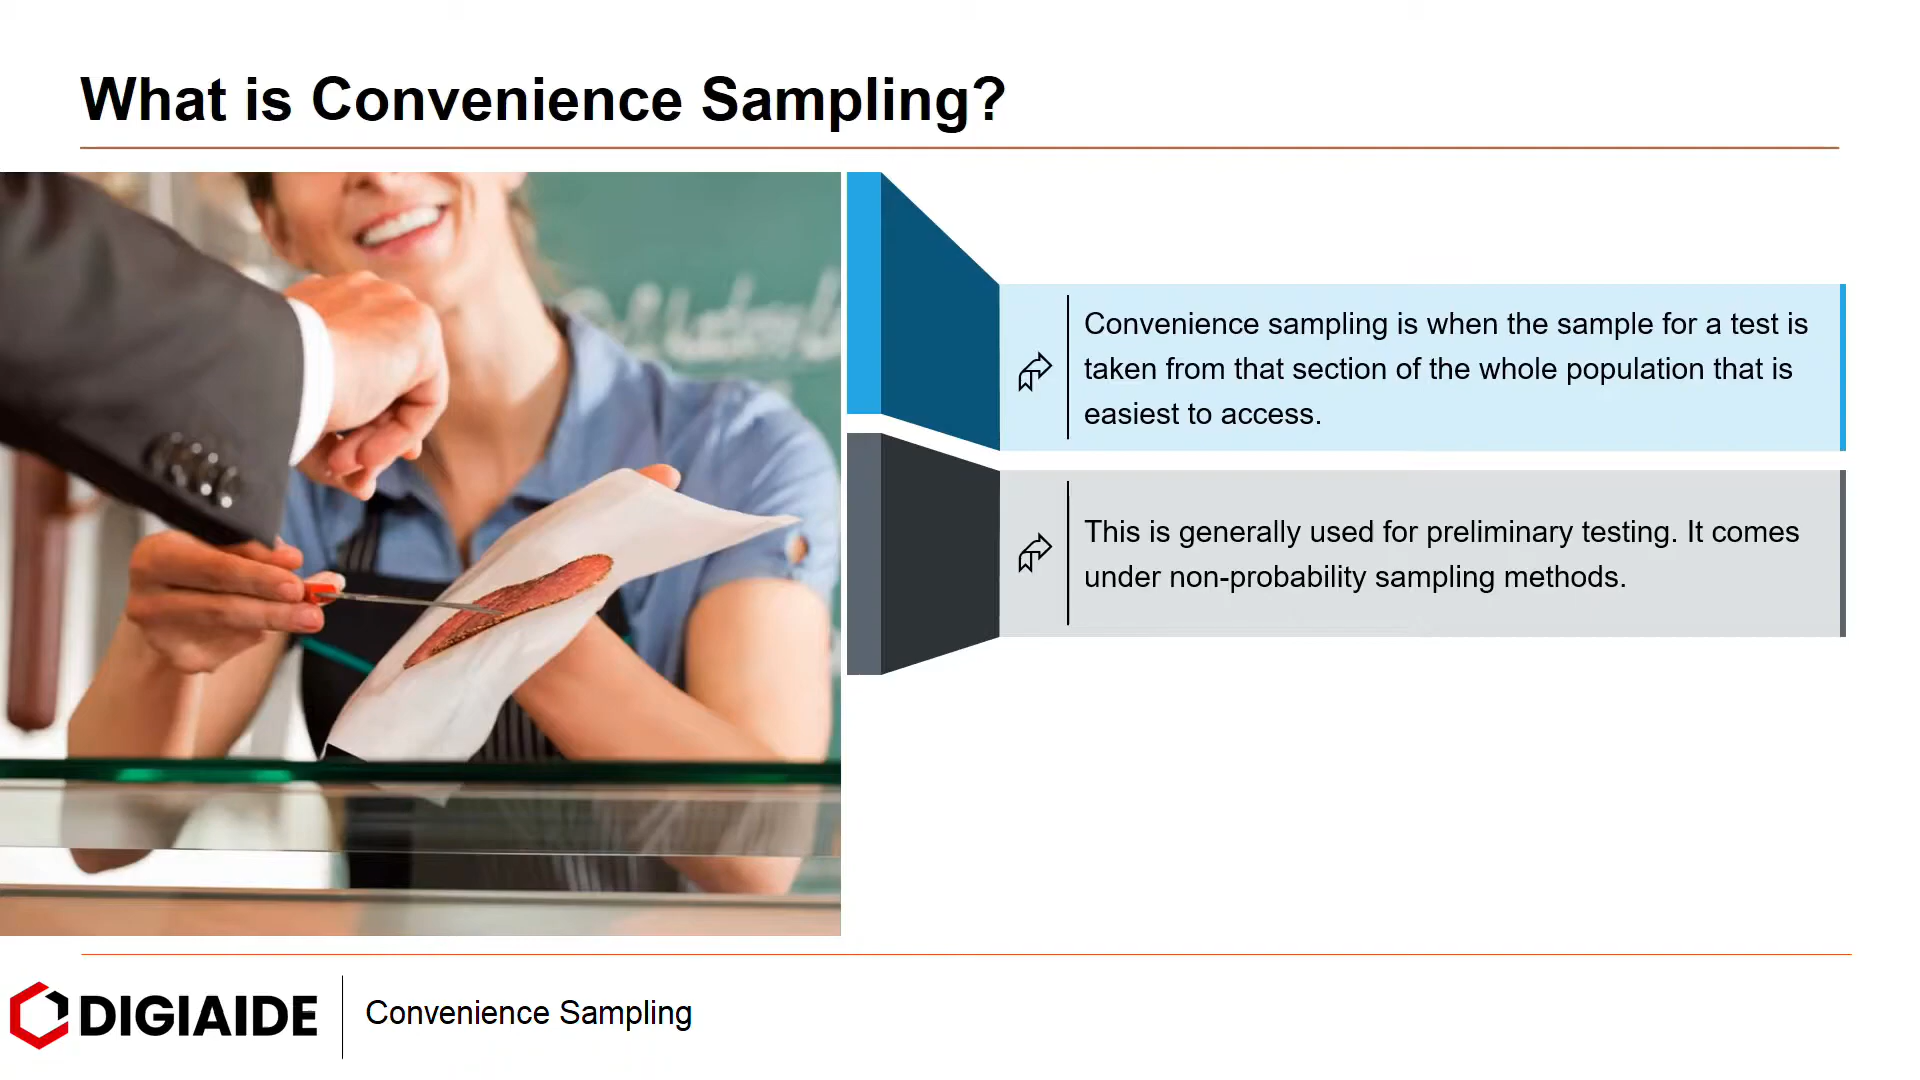 What is Convenience Sampling?
Convenience sampling is when the sample for a test is
taken from that section of the whole population that is
easiest to access.
This is generally used for preliminary testing. It comes
under non-probability sampling methods.
DIGIAIDE
Convenience Sampling